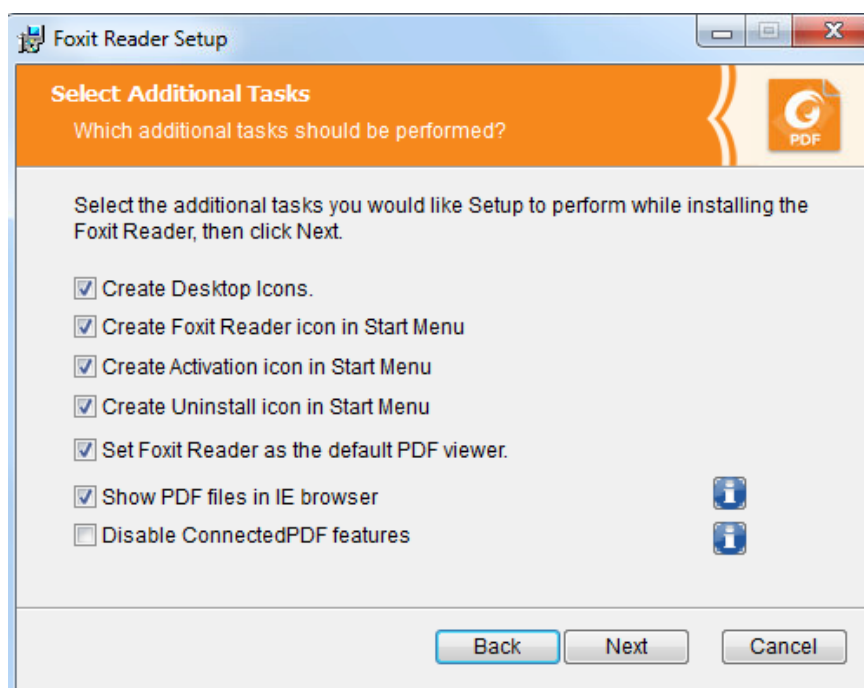 Foxit Reader Setup
Select Additional Tasks
Which additional tasks should be performed?
PDF
Select the additional tasks you would like Setup to perform while installing the
Foxit Reader, then click Next.
Create Desktop Icons.
Create Foxit Reader icon in Start Menu
Create Activation icon in Start Menu
Create Uninstall icon in Start Menu
Set Foxit Reader as the default PDF viewer.
Show PDF files in IE browser
Disable ConnectedPDF features
Back Next Cancel